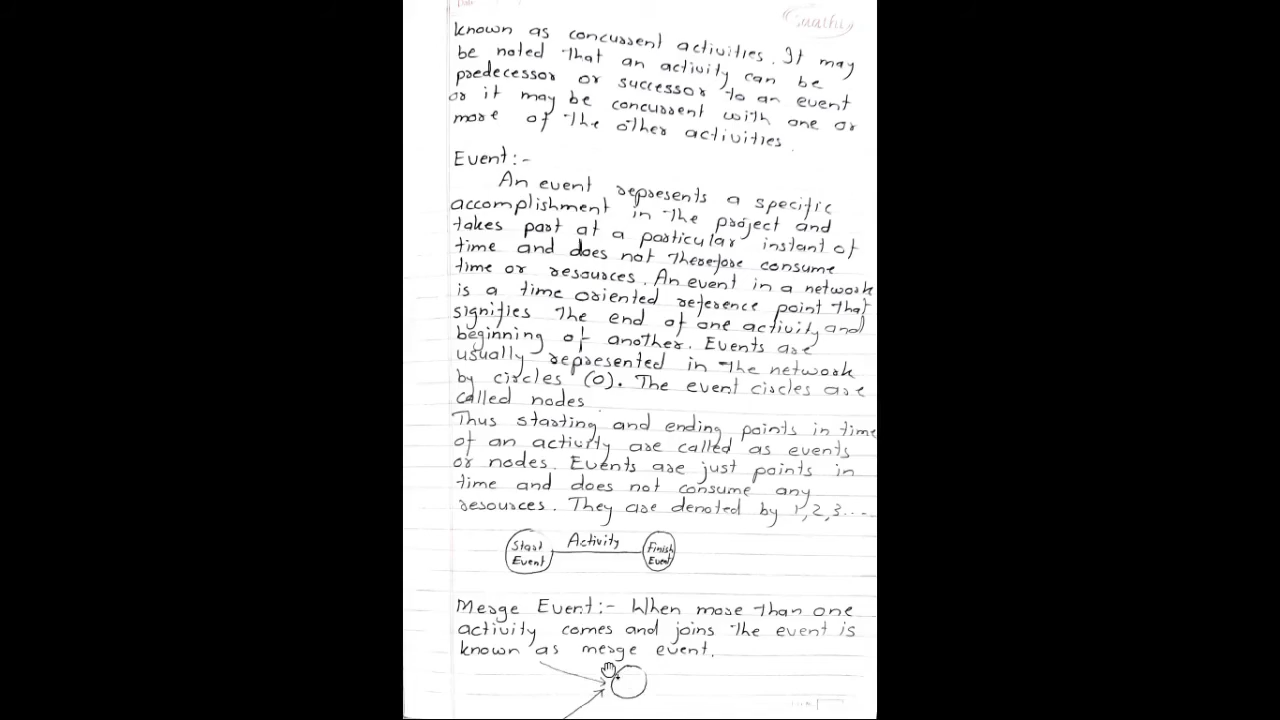 known as concurrent activities. It may
be noted that an activity can be
predecessor or successor to an event
or it may be concurrent with one or
more of the other activities.
Event:-
An event represents a specific
accomplishment in the project and
takes part at a particular instant of
time and does not therefore consume
time or resources. An event in a network
is a time oriented reference point that
signifies the end of one activity and
beginning of another. Events are
usually represented in the network
by circles (O). The event circles are
called nodes
Thus starting and ending points in time
of an activity are called as events
or nodes. Events are just points in
time and does not consume any
resources. They are denoted by 1,2,3....
Start Event Activity Finish Event
Merge Event:- When more than one
activity comes and joins the event is
known as merge event.